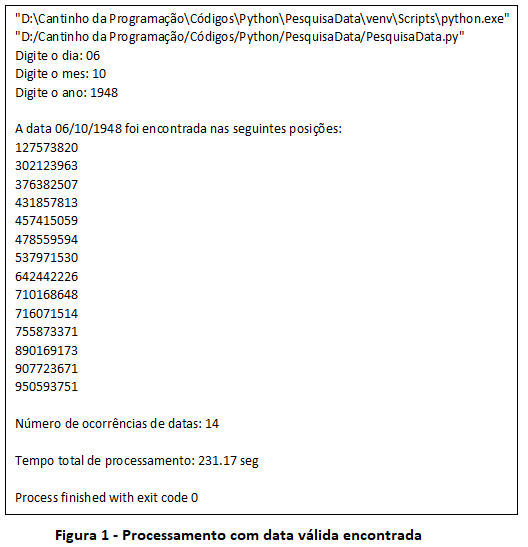 "D:\Cantinho da Programação\Códigos\Python\PesquisaData\venv\Scripts\python.exe"
"D:/Cantinho da Programação/Códigos/Python/PesquisaData/PesquisaData.py"
Digite o dia: 06
Digite o mes: 10
Digite o ano: 1948
A data 06/10/1948 foi encontrada nas seguintes posições:
127573820
302123963
376382507
431857813
457415059
478559594
537971530
642442226
710168648
716071514
755873371
890169173
907723671
950593751
Número de ocorrências de datas: 14
Tempo total de processamento: 231.17 seg
Process finished with exit code 0
Figura 1 - Processamento com data válida encontrada